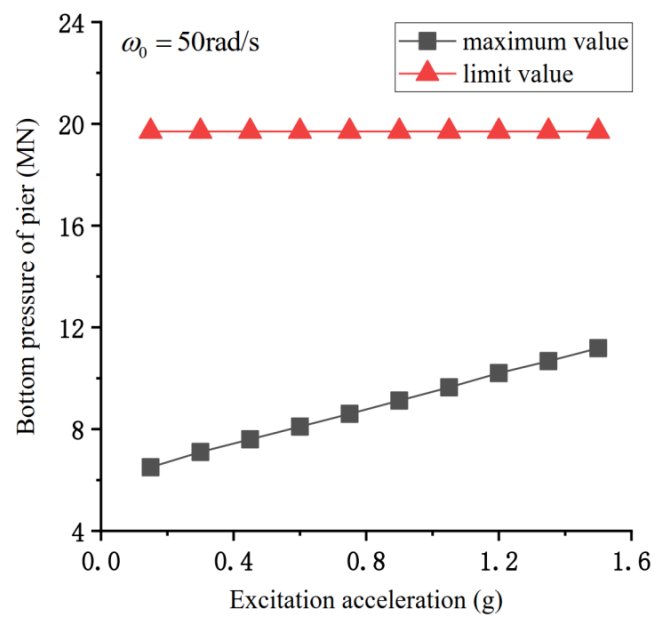 ω₀ = 50rad/s
maximum value
limit value
Bottom pressure of pier (MN)
24
20
16
12
8
4
0.0 0.4 0.8 1.2 1.6
Excitation acceleration (g)